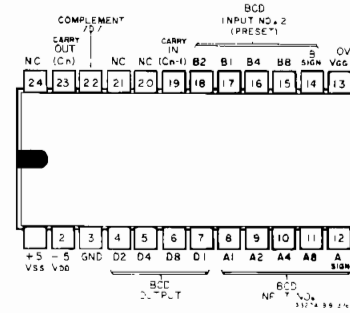 COMPLEMENT
/D/
BCD
INPUT NO. 2
(PRESET)
CARRY
OUT
CARRY
IN
B
OV
NC (Cn) NC NC (Cn-1) B2 B1 B4 B8 SIGN VGG
24 23 22 21 20 19 18 17 16 15 14 13
2 3 4 5 6 7 8 9 10 11 12
+5 -5 GND D2 D4 D8 D1 A1 A2 A4 A8 A
VSS VDD SIGN
BCD
BCD
NO.